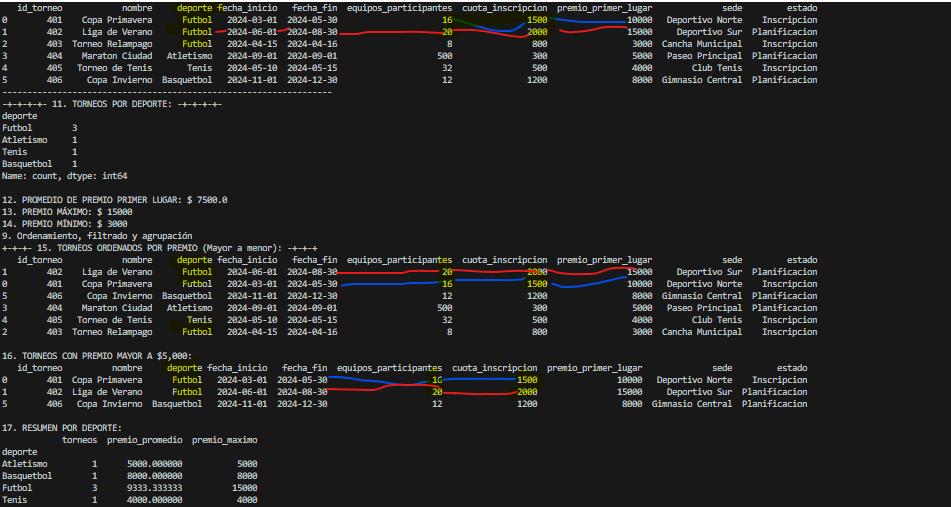 id_torneo nombre deporte fecha_inicio fecha_fin equipos_participantes cuota_inscripcion premio_primer_lugar sede estado
0 401 Copa Primavera Futbol 2024-03-01 2024-05-30 16 1500 10000 Deportivo Norte Inscripcion
1 402 Liga de Verano Futbol 2024-06-01 2024-08-30 20 2000 15000 Deportivo Sur Planificacion
2 403 Torneo Relampago Futbol 2024-04-15 2024-04-16 8 800 3000 Cancha Municipal Inscripcion
3 404 Maraton Ciudad Atletismo 2024-09-01 2024-09-01 500 300 5000 Paseo Principal Planificacion
4 405 Torneo de Tenis Tenis 2024-05-10 2024-05-15 32 500 4000 Club Tenis Inscripcion
5 406 Copa Invierno Basquetbol 2024-11-01 2024-12-30 12 1200 8000 Gimnasio Central Planificacion
------------------------------------------------------------------
-+-+-+-+- 11. TORNEOS POR DEPORTE: -+-+-+-+-
deporte
Futbol 3
Atletismo 1
Tenis 1
Basquetbol 1
Name: count, dtype: int64
12. PROMEDIO DE PREMIO PRIMER LUGAR: $ 7500.0
13. PREMIO MÁXIMO: $ 15000
14. PREMIO MÍNIMO: $ 3000
9. Ordenamiento, filtrado y agrupación
+-+-+- 15. TORNEOS ORDENADOS POR PREMIO (Mayor a menor): -+-+-+
id_torneo nombre deporte fecha_inicio fecha_fin equipos_participantes cuota_inscripcion premio_primer_lugar sede estado
1 402 Liga de Verano Futbol 2024-06-01 2024-08-30 20 2000 15000 Deportivo Sur Planificacion
0 401 Copa Primavera Futbol 2024-03-01 2024-05-30 16 1500 10000 Deportivo Norte Inscripcion
5 406 Copa Invierno Basquetbol 2024-11-01 2024-12-30 12 1200 8000 Gimnasio Central Planificacion
3 404 Maraton Ciudad Atletismo 2024-09-01 2024-09-01 500 300 5000 Paseo Principal Planificacion
4 405 Torneo de Tenis Tenis 2024-05-10 2024-05-15 32 500 4000 Club Tenis Inscripcion
2 403 Torneo Relampago Futbol 2024-04-15 2024-04-16 8 800 3000 Cancha Municipal Inscripcion
16. TORNEOS CON PREMIO MAYOR A $5,000:
id_torneo nombre deporte fecha_inicio fecha_fin equipos_participantes cuota_inscripcion premio_primer_lugar sede estado
0 401 Copa Primavera Futbol 2024-03-01 2024-05-30 16 1500 10000 Deportivo Norte Inscripcion
1 402 Liga de Verano Futbol 2024-06-01 2024-08-30 20 2000 15000 Deportivo Sur Planificacion
5 406 Copa Invierno Basquetbol 2024-11-01 2024-12-30 12 1200 8000 Gimnasio Central Planificacion
17. RESUMEN POR DEPORTE:
torneos premio_promedio premio_maximo
deporte
Atletismo 1 5000.000000 5000
Basquetbol 1 8000.000000 8000
Futbol 3 9333.333333 15000
Tenis 1 4000.000000 4000